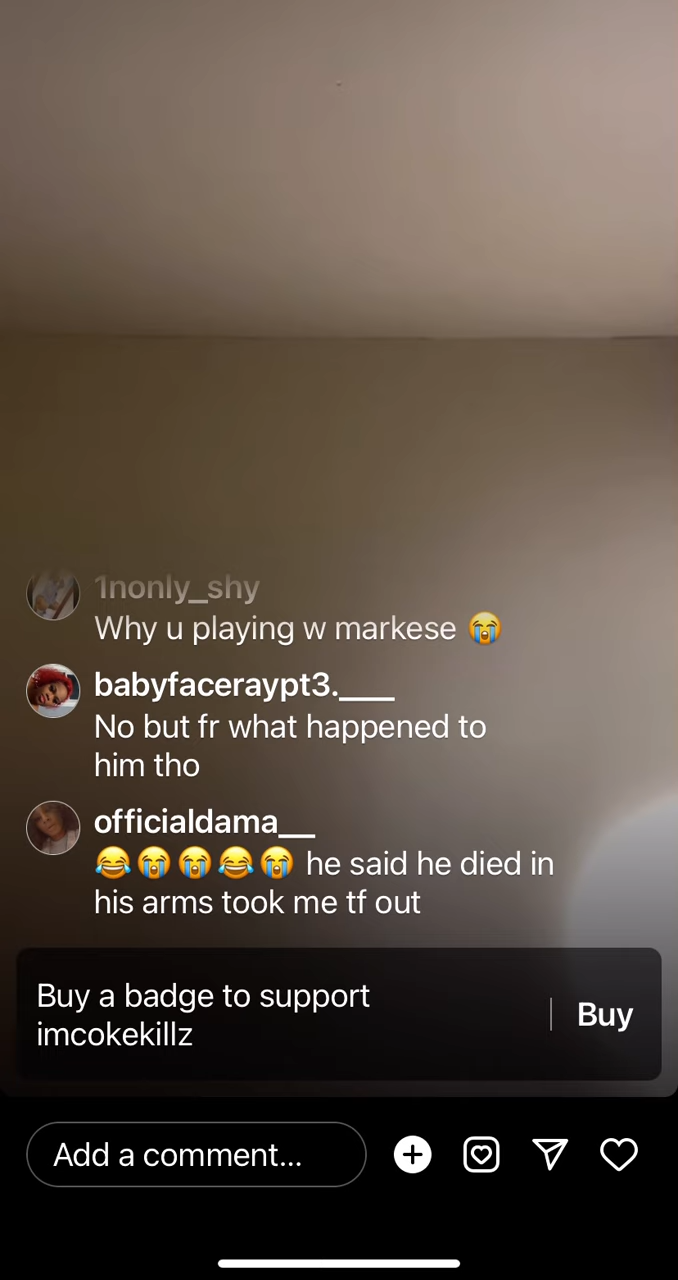 1nonly_shy
Why u playing w markese 😭
babyfaceraypt3.____
No but fr what happened to
him tho
officialdama__
😂😭😭😂😭 he said he died in
his arms took me tf out
Buy a badge to support
imcokekillz
Buy
Add a comment...